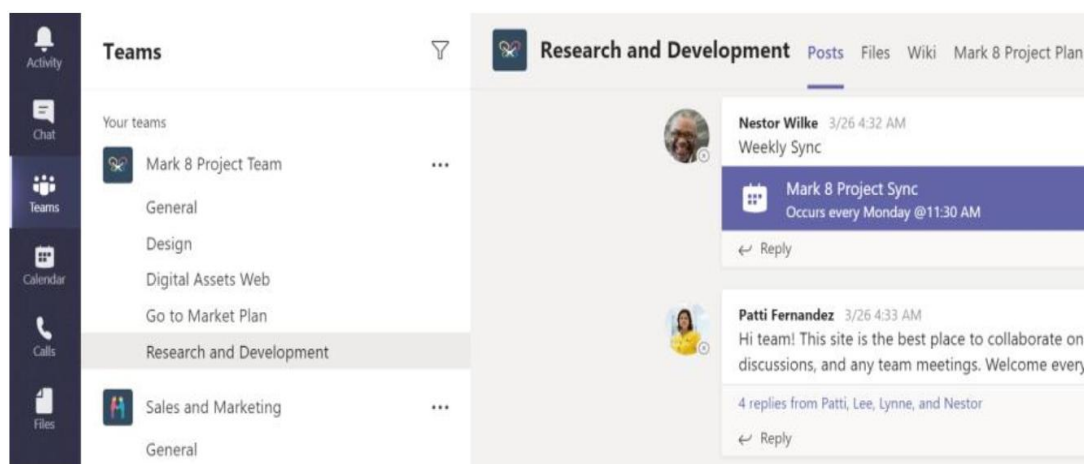 Activity
Chat
Teams
Calendar
Calls
Files
Teams
Your teams
Mark 8 Project Team
General
Design
Digital Assets Web
Go to Market Plan
Research and Development
Sales and Marketing
General
Research and Development Posts Files Wiki Mark 8 Project Plan
Nestor Wilke 3/26 4:32 AM
Weekly Sync
Mark 8 Project Sync
Occurs every Monday @11:30 AM
Reply
Patti Fernandez 3/26 4:33 AM
Hi team! This site is the best place to collaborate on
discussions, and any team meetings. Welcome every
4 replies from Patti, Lee, Lynne, and Nestor
Reply